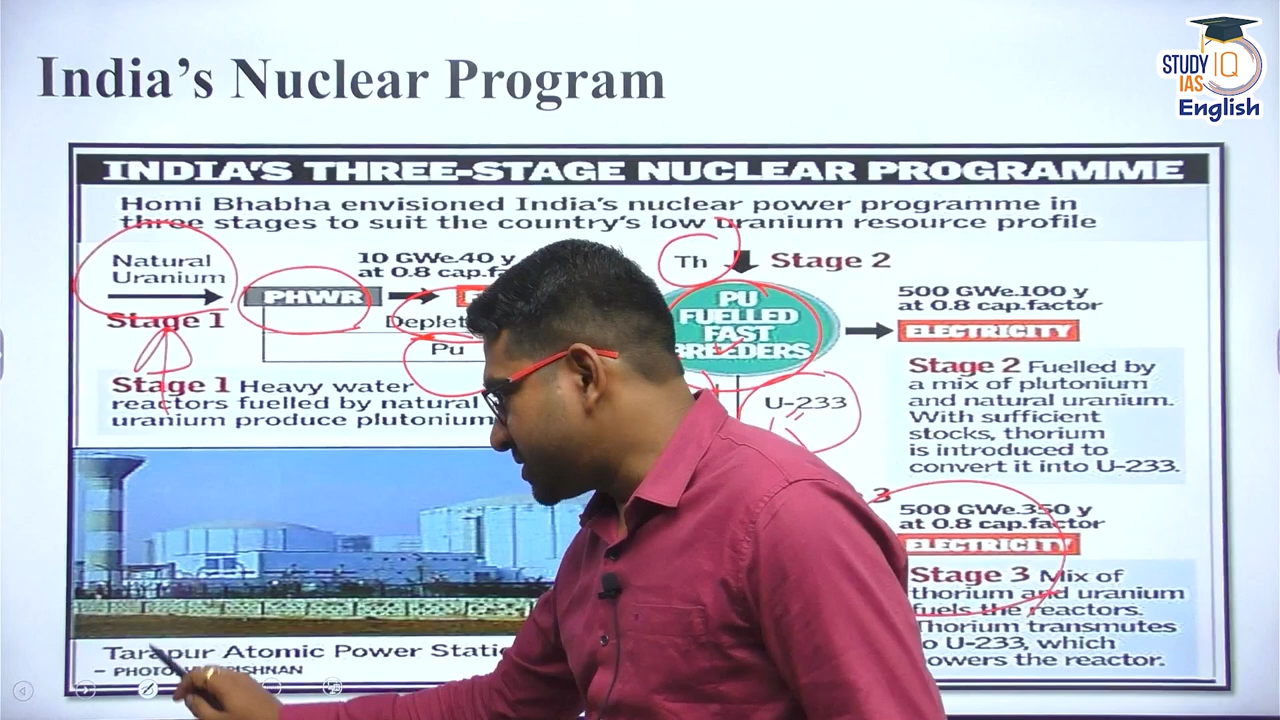 India's Nuclear Program
STUDY IQ
IAS
English
INDIA'S THREE-STAGE NUCLEAR PROGRAMME
Homi Bhabha envisioned India's nuclear power programme in
three stages to suit the country's low uranium resource profile
Natural
Uranium
Stage 1
PHWR
10 GWe.40 y
at 0.8
Pu
Th
Stage 2
PU
FUELLED
FAST
BREEDERS
500 GWe.100 y
at 0.8 cap.factor
ELECTRICITY
U-233
Stage 1 Heavy water
reactors fuelled by natural
uranium produce plutonium
Stage 2 Fuelled by
a mix of plutonium
and natural uranium.
With sufficient
stocks, thorium
is introduced to
convert it into U-233.
3
500 GWe.350 y
at 0.8 cap.factor
ELECTRICITY
Stage 3 Mix of
thorium and uranium
fuels the reactors.
Thorium transmutes
to U-233, which
powers the reactor.
Tarapur Atomic Power